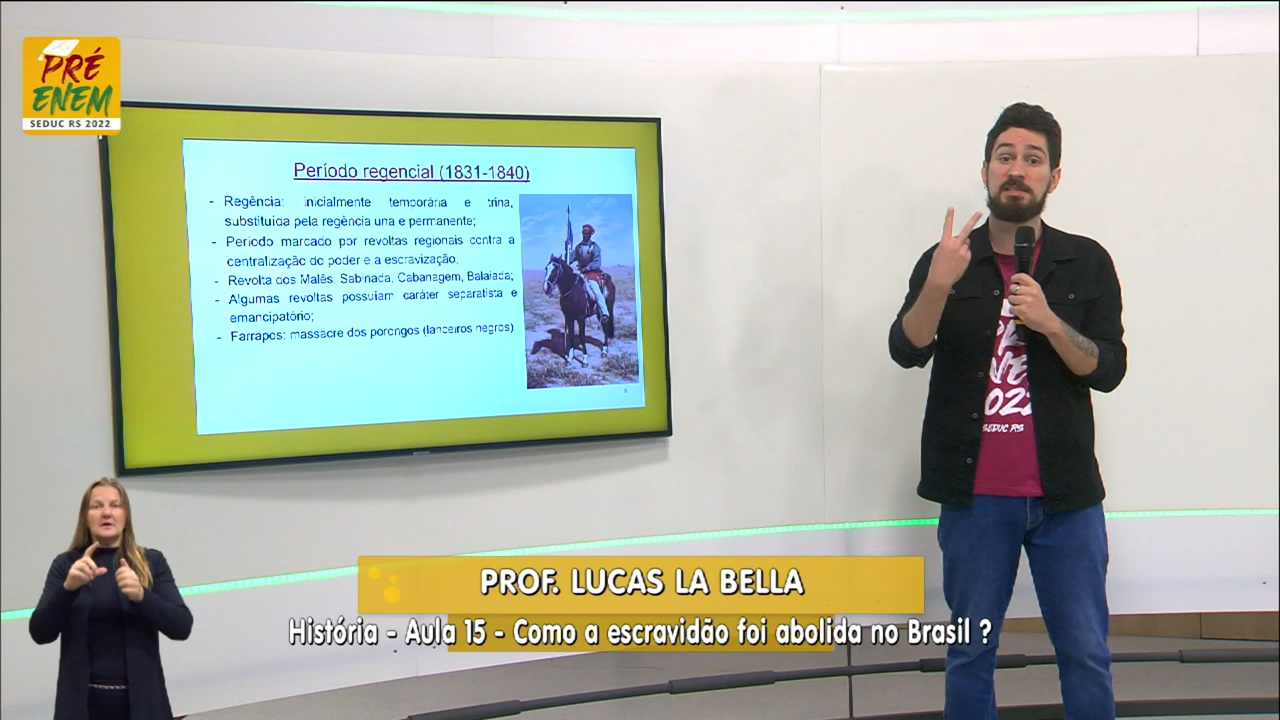 PRÉ
ENEM
SEDUC RS 2022
Período regencial (1831-1840)
- Regência: inicialmente temporária e trina,
substituída pela regência una e permanente;
- Período marcado por revoltas regionais contra a
centralização do poder e a escravização;
- Revolta dos Malês, Sabinada, Cabanagem, Balaiada;
- Algumas revoltas possuíam caráter separatista e
emancipatório;
- Farrapos: massacre dos porongos (lanceiros negros)
2022
SEDUC RS
PROF. LUCAS LA BELLA
História - Aula 15 - Como a escravidão foi abolida no Brasil ?